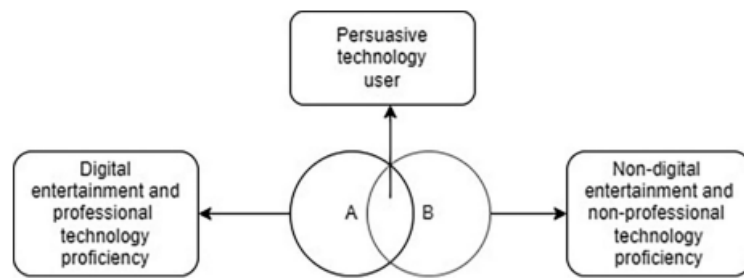 Persuasive
technology
user
Digital
entertainment and
professional
technology
proficiency
A
B
Non-digital
entertainment and
non-professional
technology
proficiency